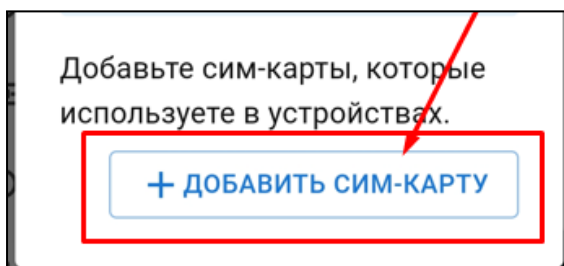 Добавьте сим-карты, которые
используете в устройствах.
+ ДОБАВИТЬ СИМ-КАРТУ